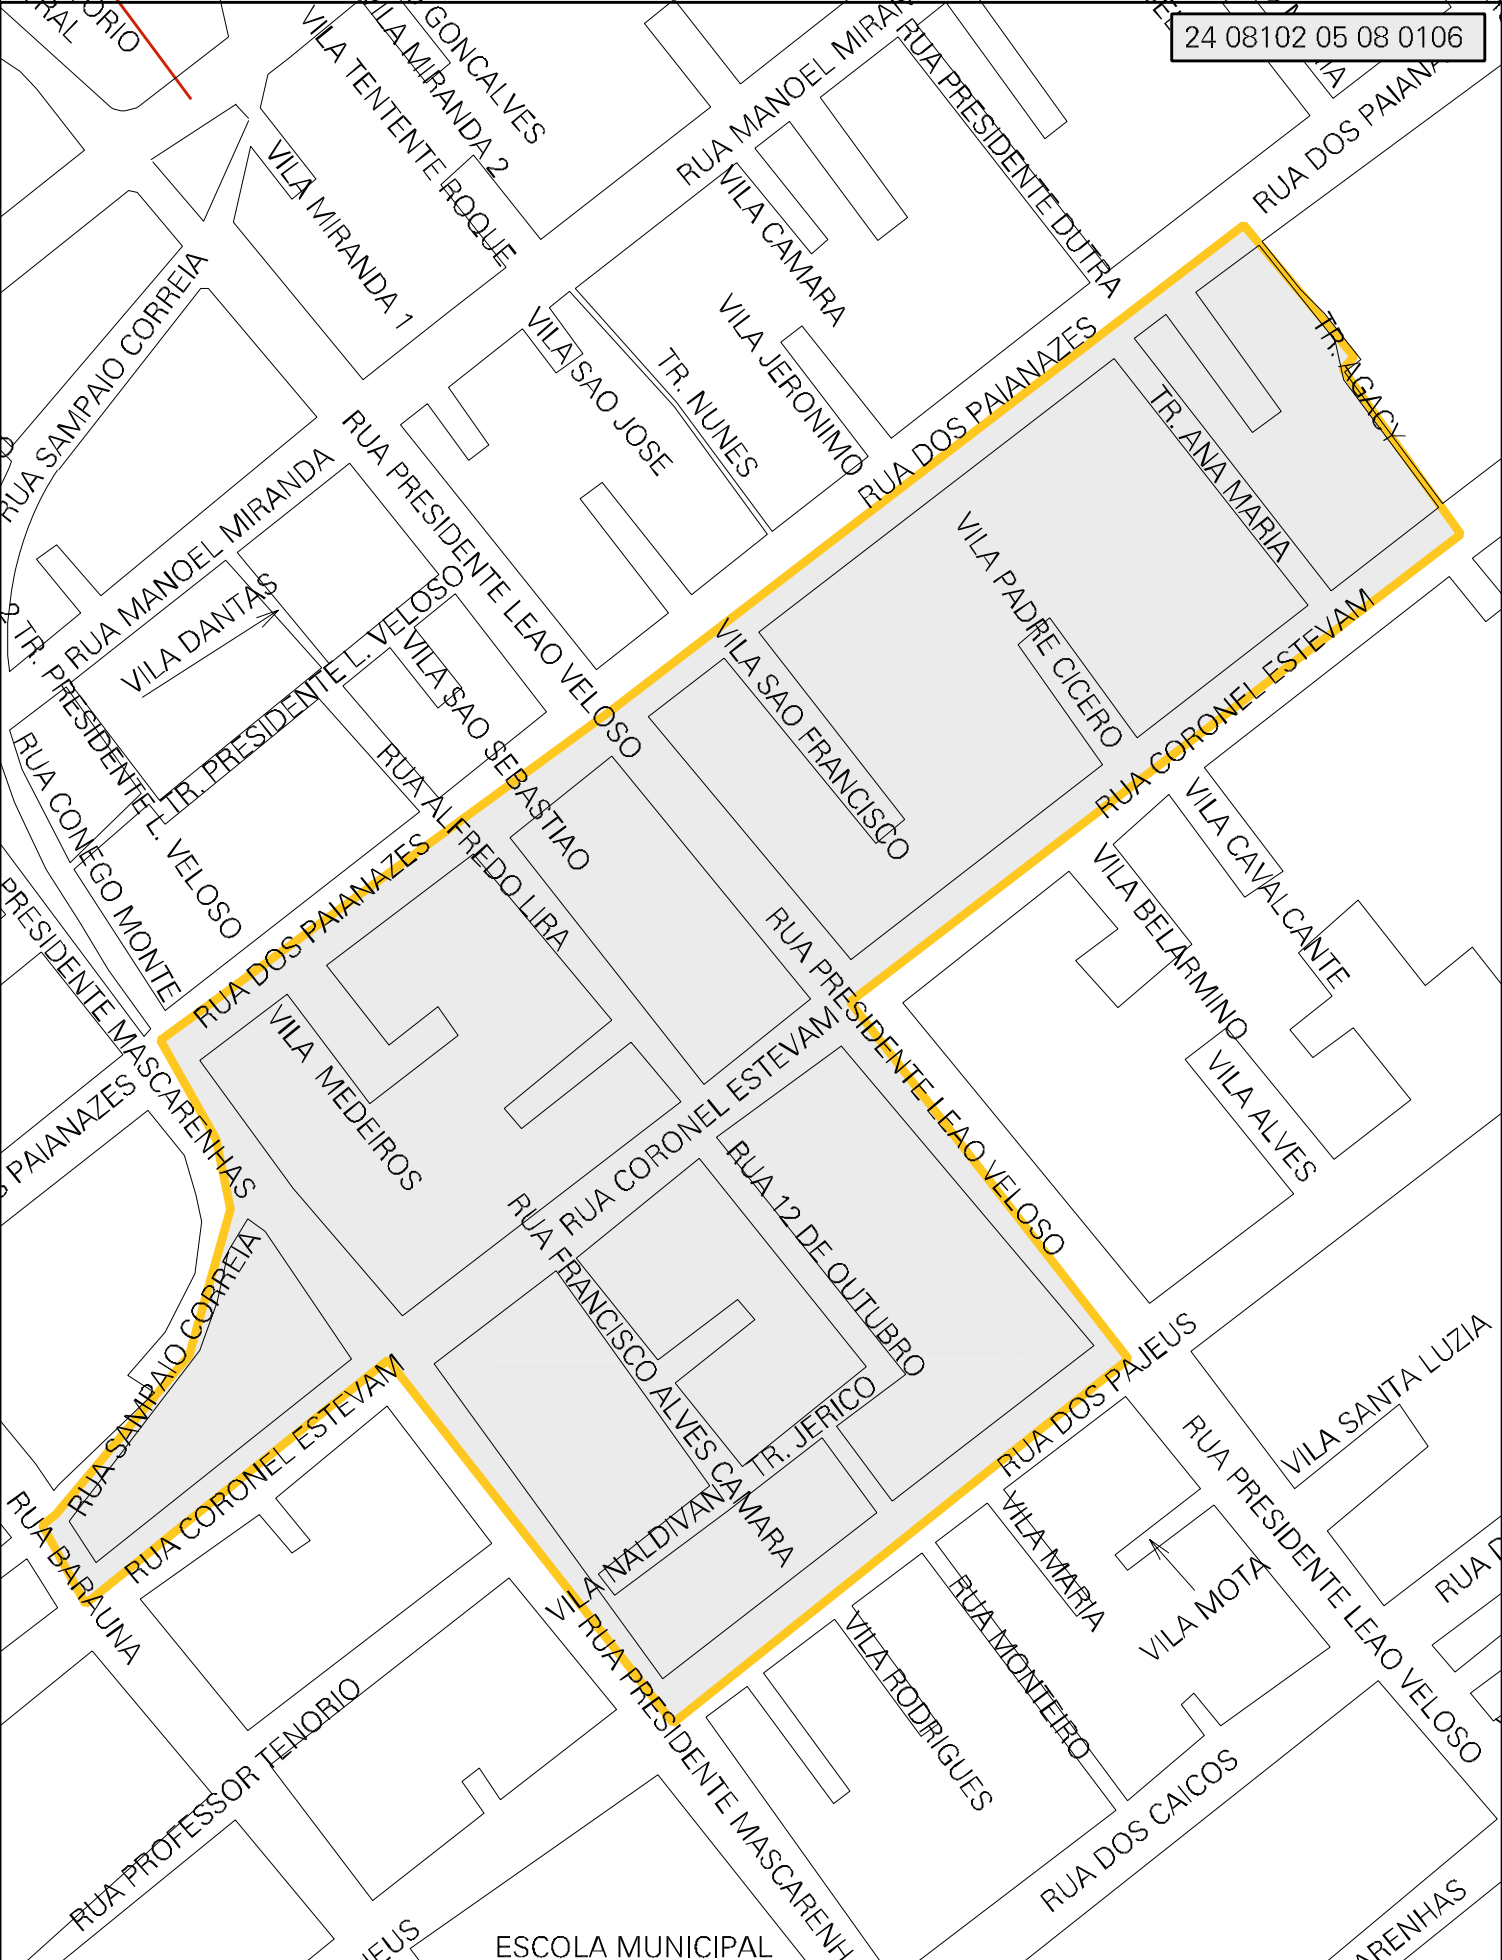 24 08102 05 08 0106
GONCALVES
VILA MIRANDA 2
VILA TENTENTE ROQUE
VILA MIRANDA 1
RUA MANOEL MIRAN
RUA PRESIDENTE DUTRA
RUA DOS PAIANA
VILA CAMARA
VILA JERONIMO
TR. NUNES
VILA SAO JOSE
RUA SAMPAIO CORREIA
RUA MANOEL MIRANDA
RUA PRESIDENTE LEAO VELOSO
RUA DOS PAIANAZES
TR. AGACY
TR. ANA MARIA
VILA PADRE CICERO
VILA DANTAS
2 TR. PRESIDENTE L. VELOSO
TR. PRESIDENTE L. VELOSO
VILA SAO SEBASTIAO
VILA SAO FRANCISCO
RUA CORONEL ESTEVAM
RUA CONEGO MONTE
RUA ALFREDO LIRA
RUA DOS PAIANAZES
PRESIDENTE MASCARENHAS
PAIANAZES
VILA MEDEIROS
RUA PRESIDENTE LEAO VELOSO
VILA CAVALCANTE
VILA BELARMINO
VILA ALVES
RUA CORONEL ESTEVAM
RUA 12 DE OUTUBRO
RUA FRANCISCO ALVES CAMARA
RUA SAMPAIO CORREIA
RUA CORONEL ESTEVAM
RUA BARAUNA
TR. JERICO
VILA NALDIVAN
RUA DOS PAJEUS
VILA SANTA LUZIA
RUA PRESIDENTE LEAO VELOSO
VILA MARIA
VILA MOTA
RUA MONTEIRO
VILA RODRIGUES
RUA PRESIDENTE MASCARENH
RUA PROFESSOR TENORIO
RUA DOS CAICOS
RUA D
ARENHAS
JEUS
ESCOLA MUNICIPAL